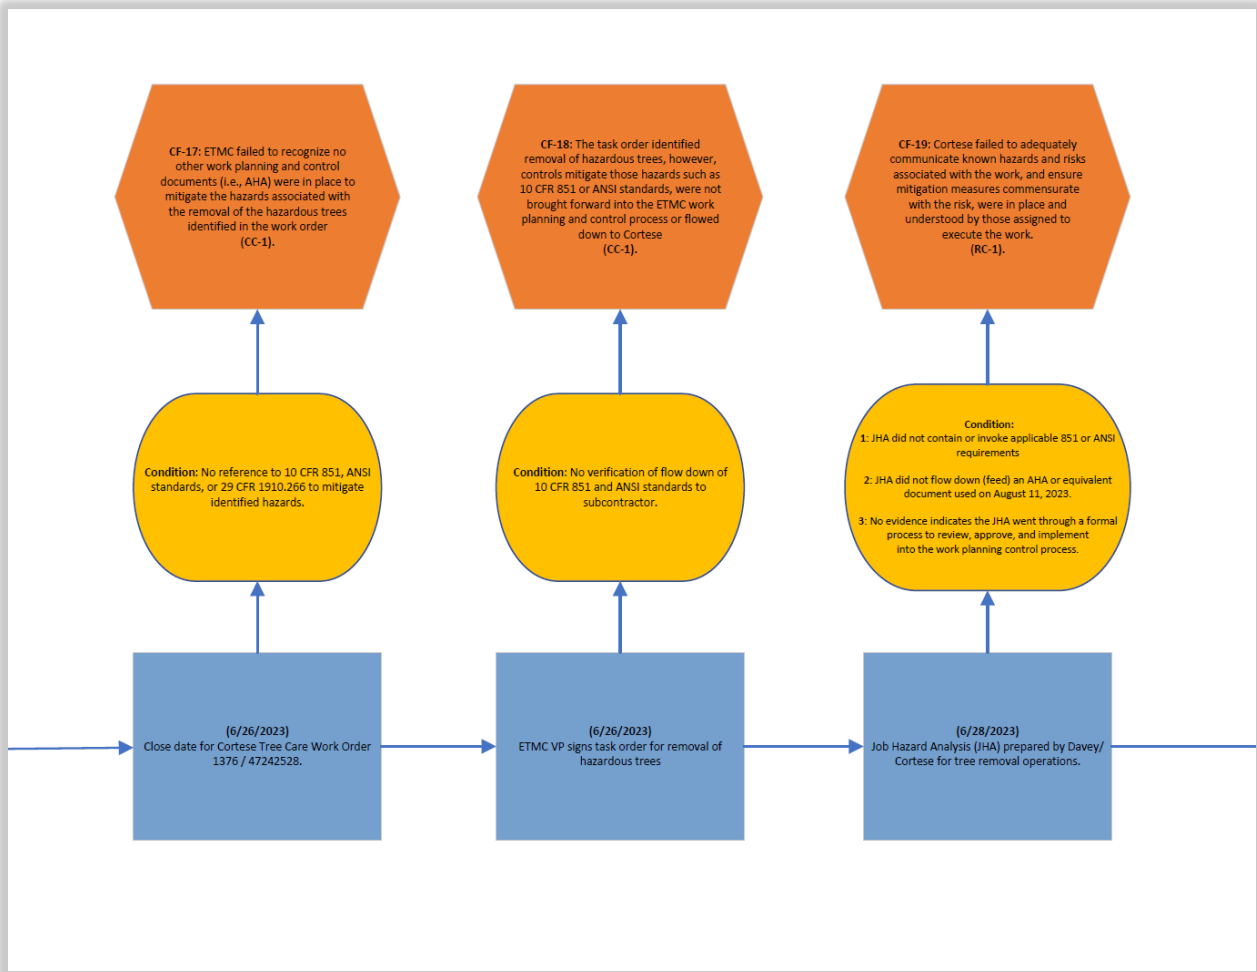 CF-17: ETMC failed to recognize no
other work planning and control
documents (i.e., AHA) were in place to
mitigate the hazards associated with
the removal of the hazardous trees
identified in the work order
(CC-1).
CF-18: The task order identified
removal of hazardous trees, however,
controls mitigate those hazards such as
10 CFR 851 or ANSI standards, were not
brought forward into the ETMC work
planning and control process or flowed
down to Cortese
(CC-1).
CF-19: Cortese failed to adequately
communicate known hazards and risks
associated with the work, and ensure
mitigation measures commensurate
with the risk, were in place and
understood by those assigned to
execute the work.
(RC-1).
Condition: No reference to 10 CFR 851, ANSI
standards, or 29 CFR 1910.266 to mitigate
identified hazards.
Condition: No verification of flow down of
10 CFR 851 and ANSI standards to
subcontractor.
Condition:
1: JHA did not contain or invoke applicable 851 or ANSI
requirements
2: JHA did not flow down (feed) an AHA or equivalent
document used on August 11, 2023.
3: No evidence indicates the JHA went through a formal
process to review, approve, and implement
into the work planning control process.
(6/26/2023)
Close date for Cortese Tree Care Work Order
1376 / 47242528.
(6/26/2023)
ETMC VP signs task order for removal of
hazardous trees
(6/28/2023)
Job Hazard Analysis (JHA) prepared by Davey/
Cortese for tree removal operations.